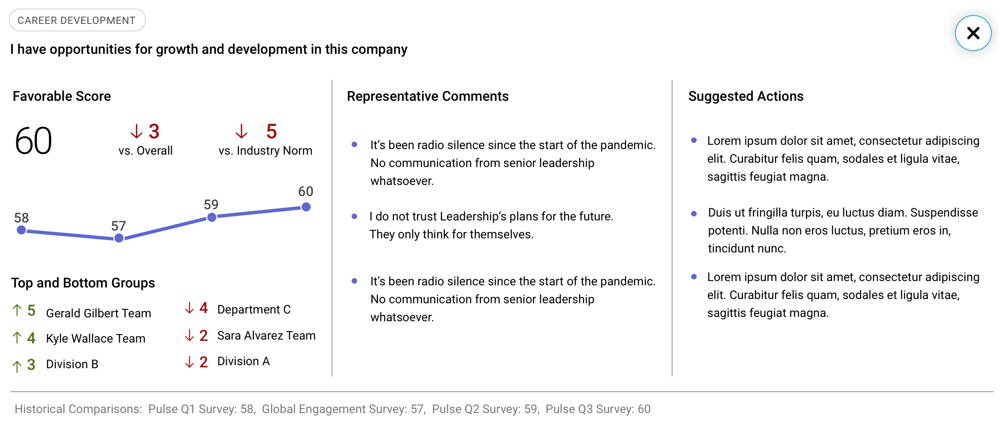 CAREER DEVELOPMENT
I have opportunities for growth and development in this company
Favorable Score
60
↓ 3
vs. Overall
↓ 5
vs. Industry Norm
58
57
59
60
Top and Bottom Groups
↑ 5 Gerald Gilbert Team
↑ 4 Kyle Wallace Team
↑ 3 Division B
↓ 4 Department C
↓ 2 Sara Alvarez Team
↓ 2 Division A
Representative Comments
It’s been radio silence since the start of the pandemic.
No communication from senior leadership
whatsoever.
I do not trust Leadership’s plans for the future.
They only think for themselves.
It’s been radio silence since the start of the pandemic.
No communication from senior leadership
whatsoever.
Suggested Actions
Lorem ipsum dolor sit amet, consectetur adipiscing
elit. Curabitur felis quam, sodales et ligula vitae,
sagittis feugiat magna.
Duis ut fringilla turpis, eu luctus diam. Suspendisse
potenti. Nulla non eros luctus, pretium eros in,
tincidunt nunc.
Lorem ipsum dolor sit amet, consectetur adipiscing
elit. Curabitur felis quam, sodales et ligula vitae,
sagittis feugiat magna.
Historical Comparisons: Pulse Q1 Survey: 58, Global Engagement Survey: 57, Pulse Q2 Survey: 59, Pulse Q3 Survey: 60